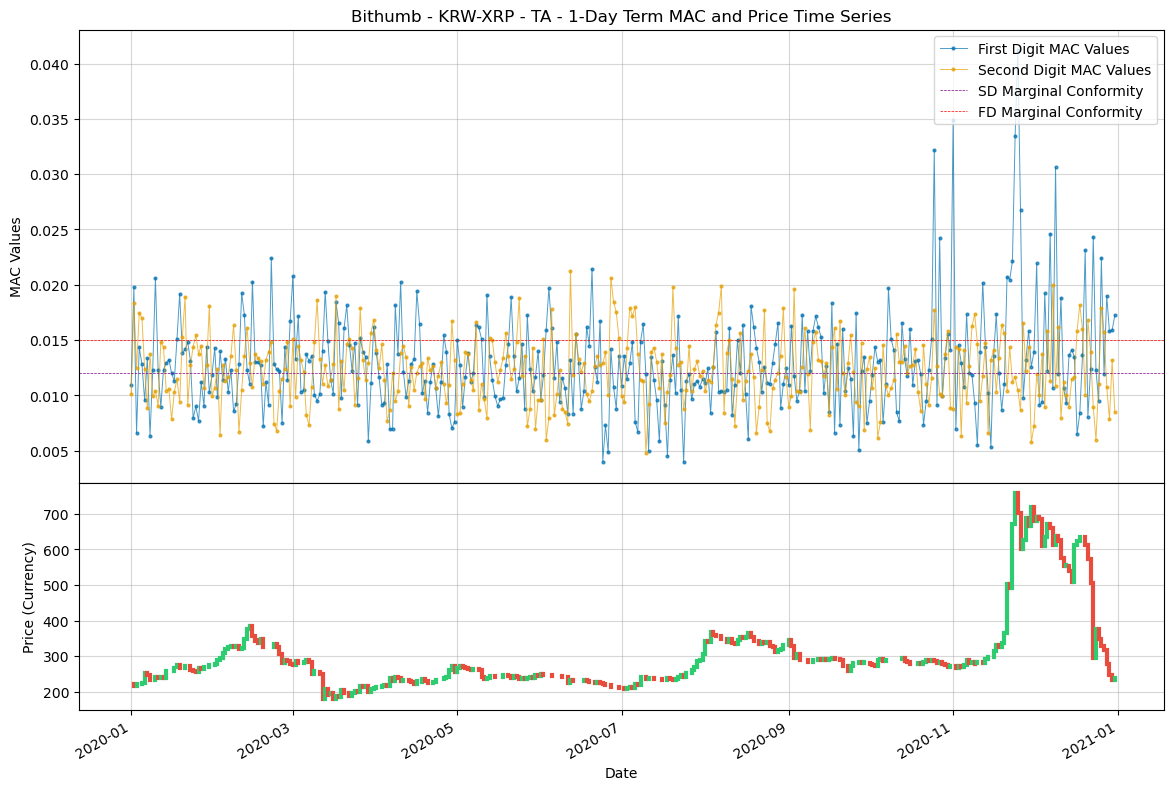 Bithumb - KRW-XRP - TA - 1-Day Term MAC and Price Time Series
First Digit MAC Values
Second Digit MAC Values
SD Marginal Conformity
FD Marginal Conformity
0.040
0.035
0.030
0.025
0.020
0.015
0.010
0.005
MAC Values
700
600
500
400
300
200
Price (Currency)
2020-01
2020-03
2020-05
2020-07
2020-09
2020-11
2021-01
Date